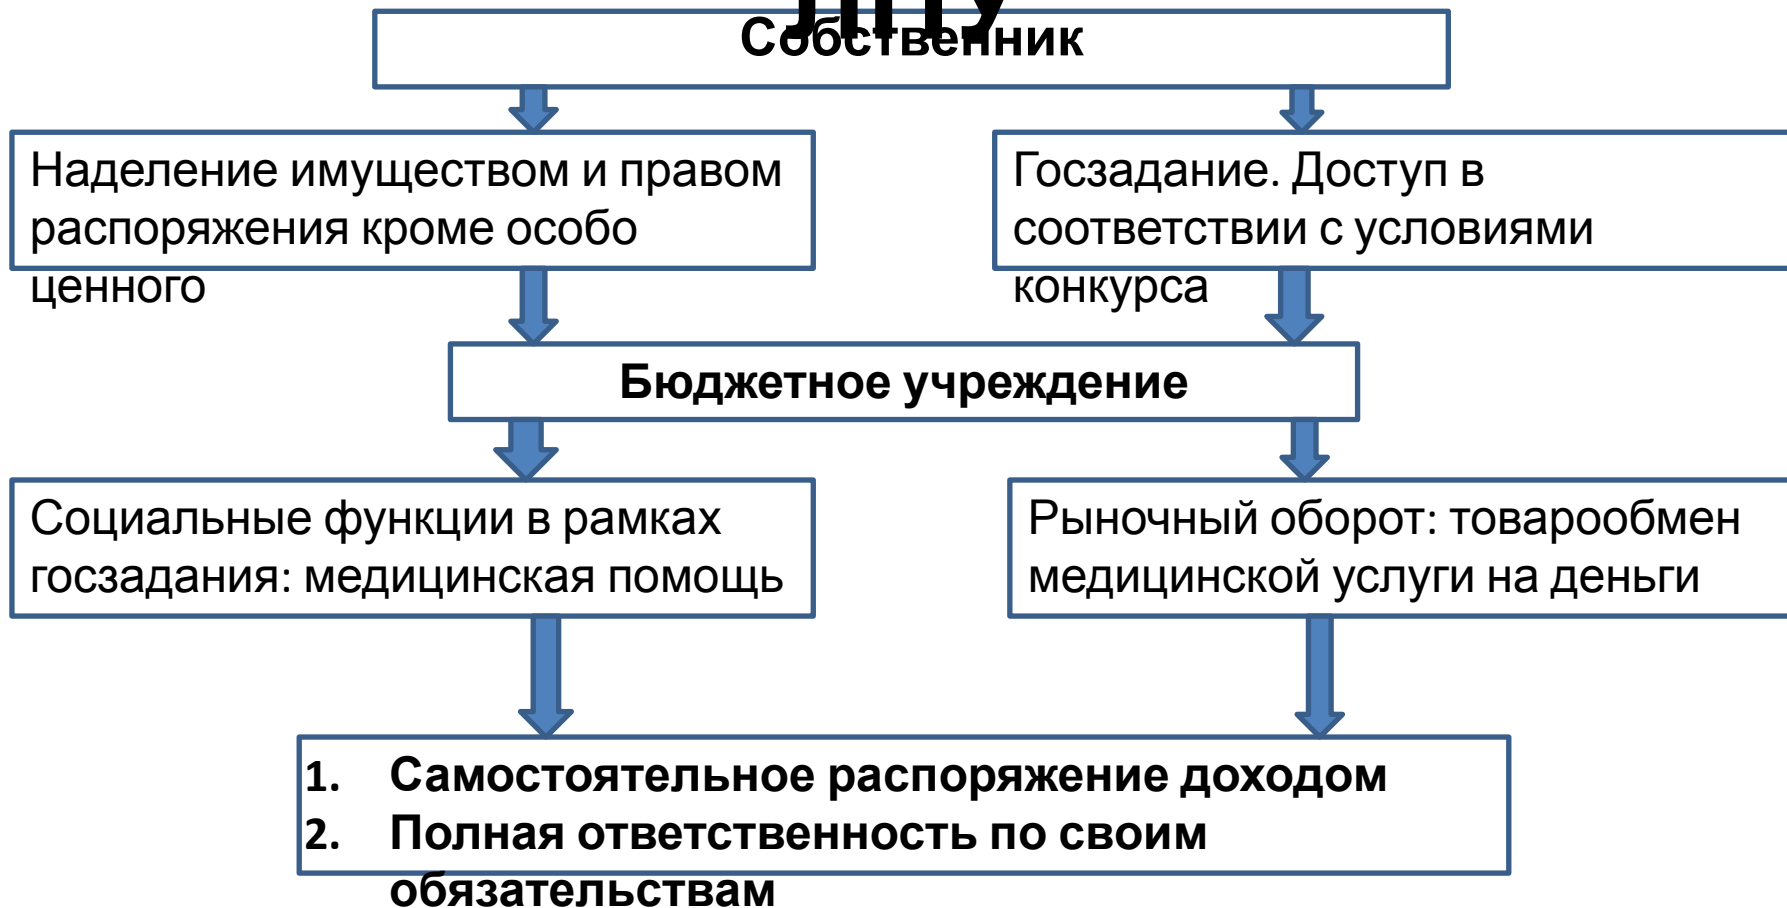 ЛПУ
Собственник
Наделение имуществом и правом
распоряжения кроме особо
ценного
Госзадание. Доступ в
соответствии с условиями
конкурса
Бюджетное учреждение
Социальные функции в рамках
госзадания: медицинская помощь
Рыночный оборот: товарообмен
медицинской услуги на деньги
1. Самостоятельное распоряжение доходом
2. Полная ответственность по своим
обязательствам